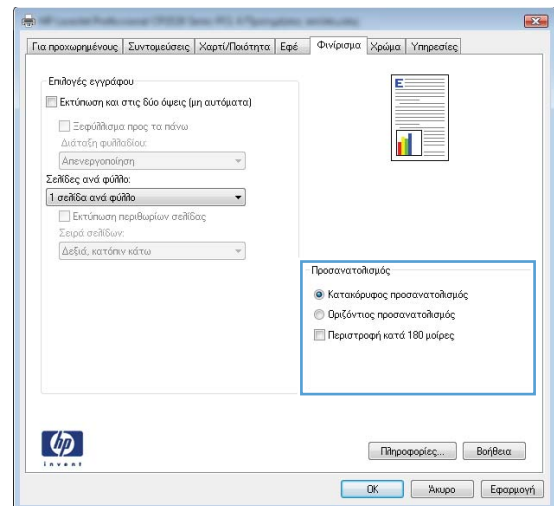 Για προχωρημένους Συντομεύσεις Χαρτί/Ποιότητα Εφέ Φινίρισμα Χρώμα Υπηρεσίες
Επιλογές εγγράφου
Εκτύπωση και στις δύο όψεις (μη αυτόματα)
Ξεφύλλισμα προς τα πάνω
Διάταξη φυλλαδίου:
Απενεργοποίηση
Σελίδες ανά φύλλο:
1 σελίδα ανά φύλλο
Εκτύπωση περιθωρίων σελίδας
Σειρά σελίδων:
Δεξιά, κατόπιν κάτω
E
Προσανατολισμός
Κατακόρυφος προσανατολισμός
Οριζόντιος προσανατολισμός
Περιστροφή κατά 180 μοίρες
hp
invent
Πληροφορίες... Βοήθεια
OK Άκυρο Εφαρμογή